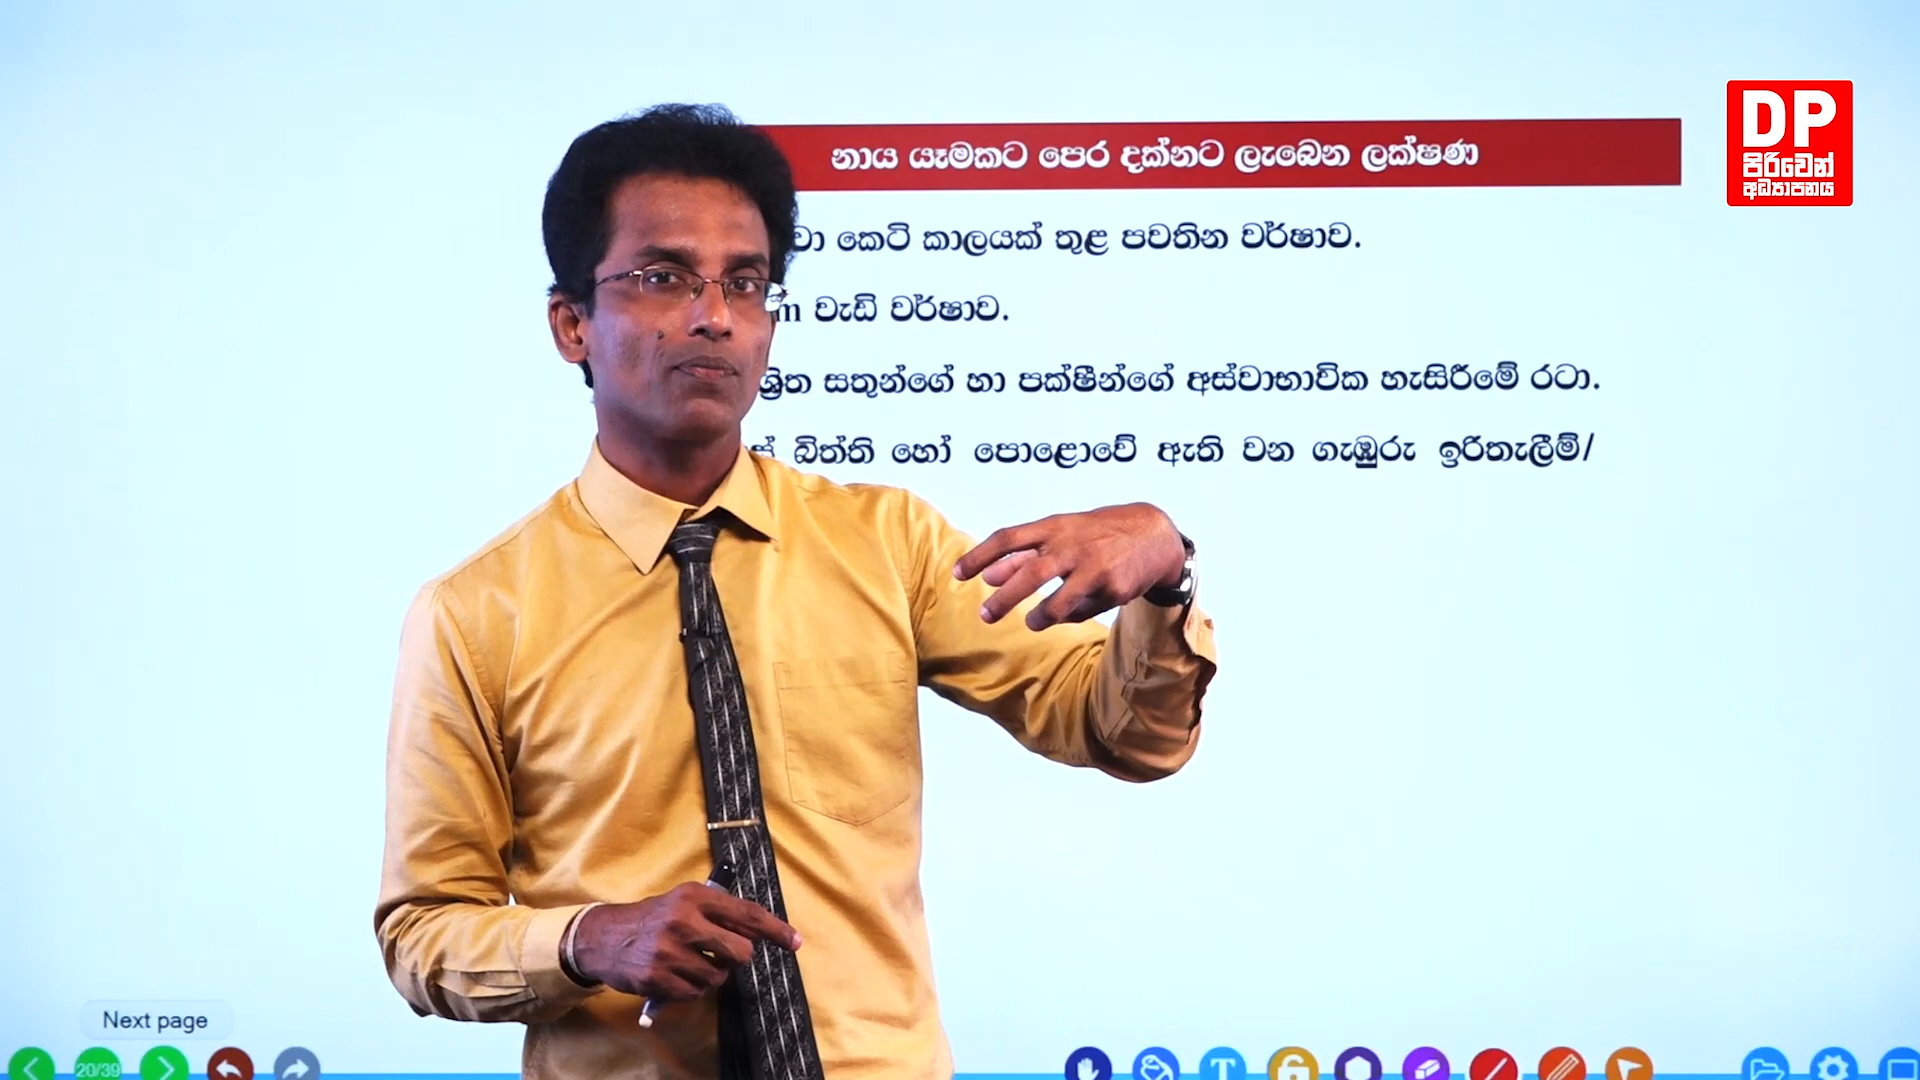 DP
පිරිවෙන්
අධ්‍යාපනය
නාය යෑමකට පෙර දක්නට ලැබෙන ලක්ෂණ
කෙටි කාලයක් තුළ පවතින වර්ෂාව.
වැඩි වර්ෂාව.
සතුන්ගේ හා පක්ෂීන්ගේ අස්වාභාවික හැසිරීමේ රටා.
බිත්ති හෝ පොළොවේ ඇති වන ගැඹුරු ඉරිතැලීම්/
Next page
20/39